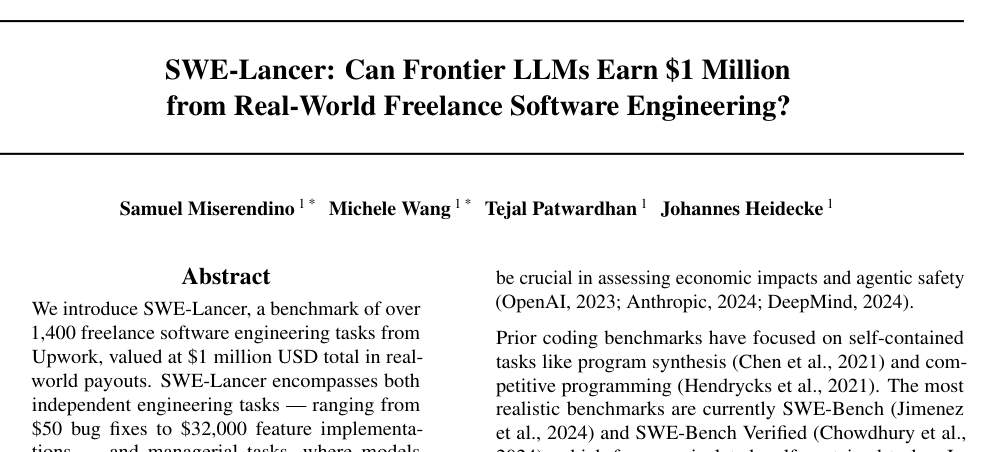 SWE-Lancer: Can Frontier LLMs Earn $1 Million
from Real-World Freelance Software Engineering?
Samuel Miserendino 1 * Michele Wang 1 * Tejal Patwardhan 1 Johannes Heidecke 1
Abstract
We introduce SWE-Lancer, a benchmark of over
1,400 freelance software engineering tasks from
Upwork, valued at $1 million USD total in real-
world payouts. SWE-Lancer encompasses both
independent engineering tasks — ranging from
$50 bug fixes to $32,000 feature implementa-
tions — and managerial tasks, where models
be crucial in assessing economic impacts and agentic safety
(OpenAI, 2023; Anthropic, 2024; DeepMind, 2024).
Prior coding benchmarks have focused on self-contained
tasks like program synthesis (Chen et al., 2021) and com-
petitive programming (Hendrycks et al., 2021). The most
realistic benchmarks are currently SWE-Bench (Jimenez
et al., 2024) and SWE-Bench Verified (Chowdhury et al.,